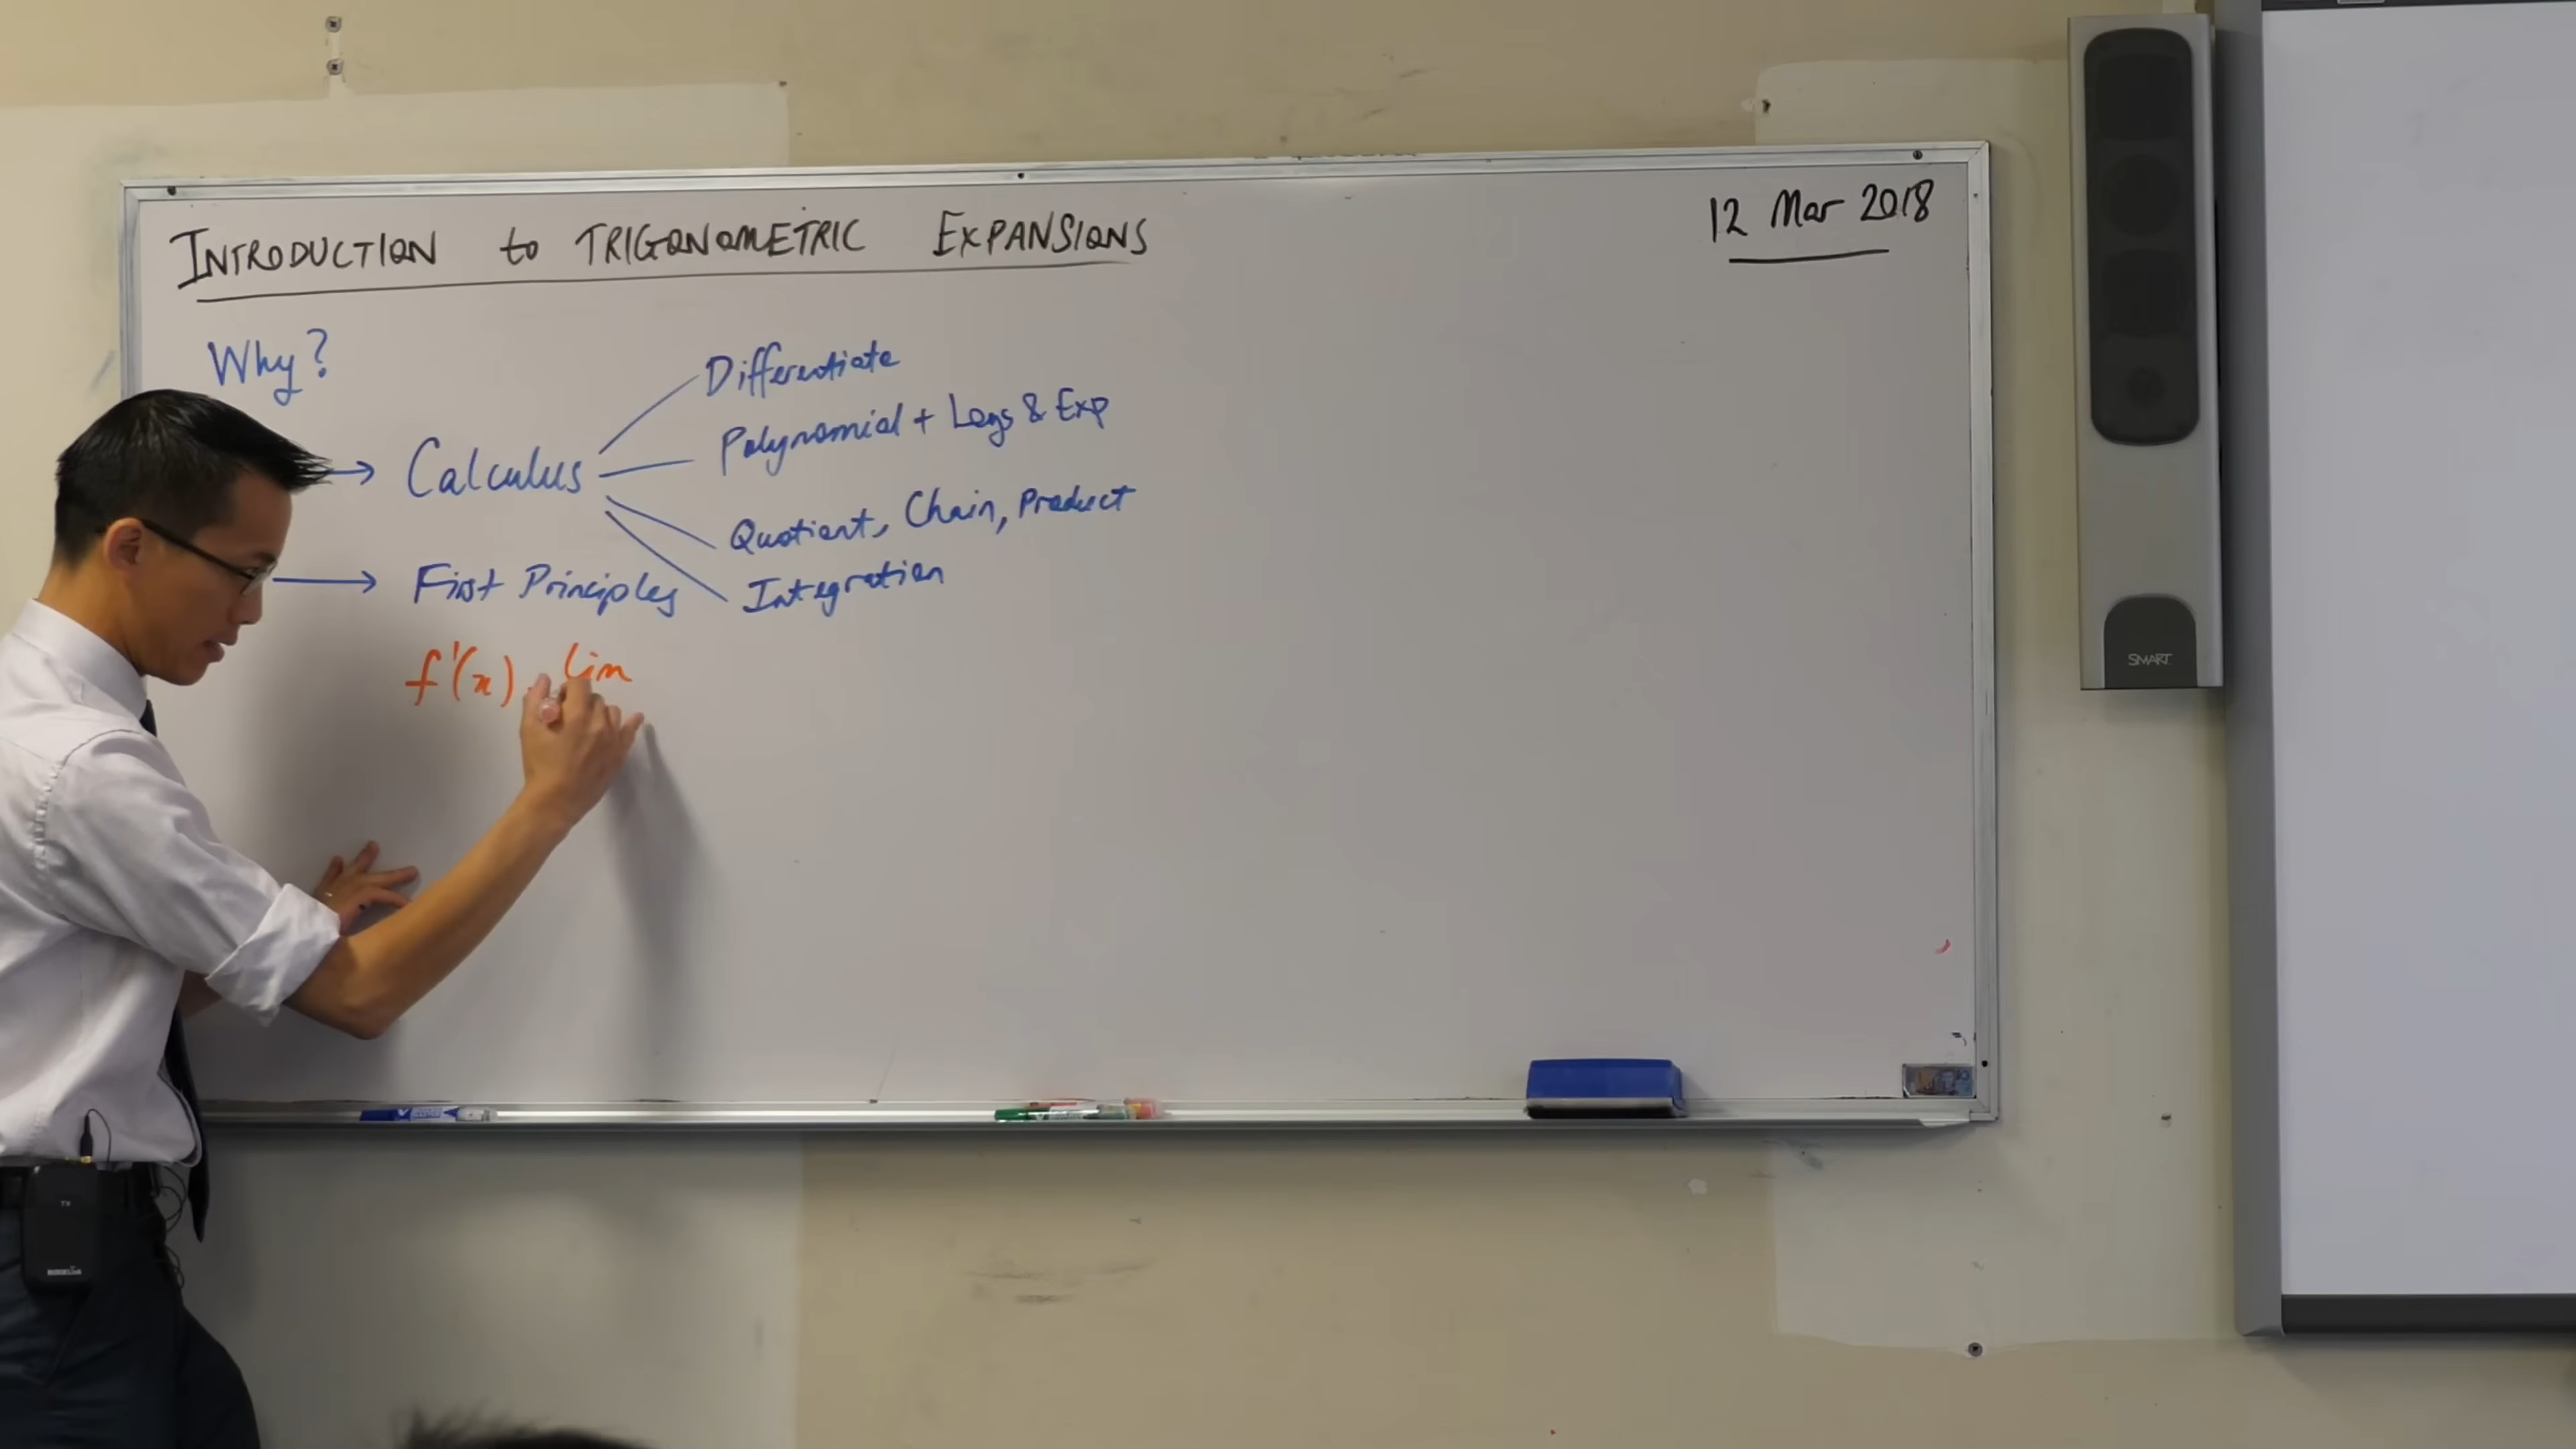 INTRODUCTION to TRIGONOMETRIC EXPANSIONS
12 Mar 2018
Why?
Differentiate
Polynomial + Logs & Exp
Calculus
Quotient, Chain, Product
Integration
First Principles
f'(x) lim
SMART
TX